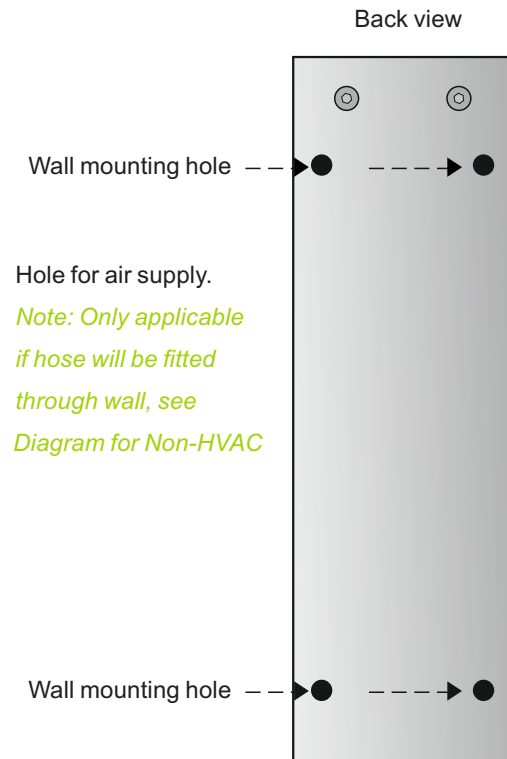 Back view
Wall mounting hole
Hole for air supply.
Note: Only applicable
if hose will be fitted
through wall, see
Diagram for Non-HVAC
Wall mounting hole